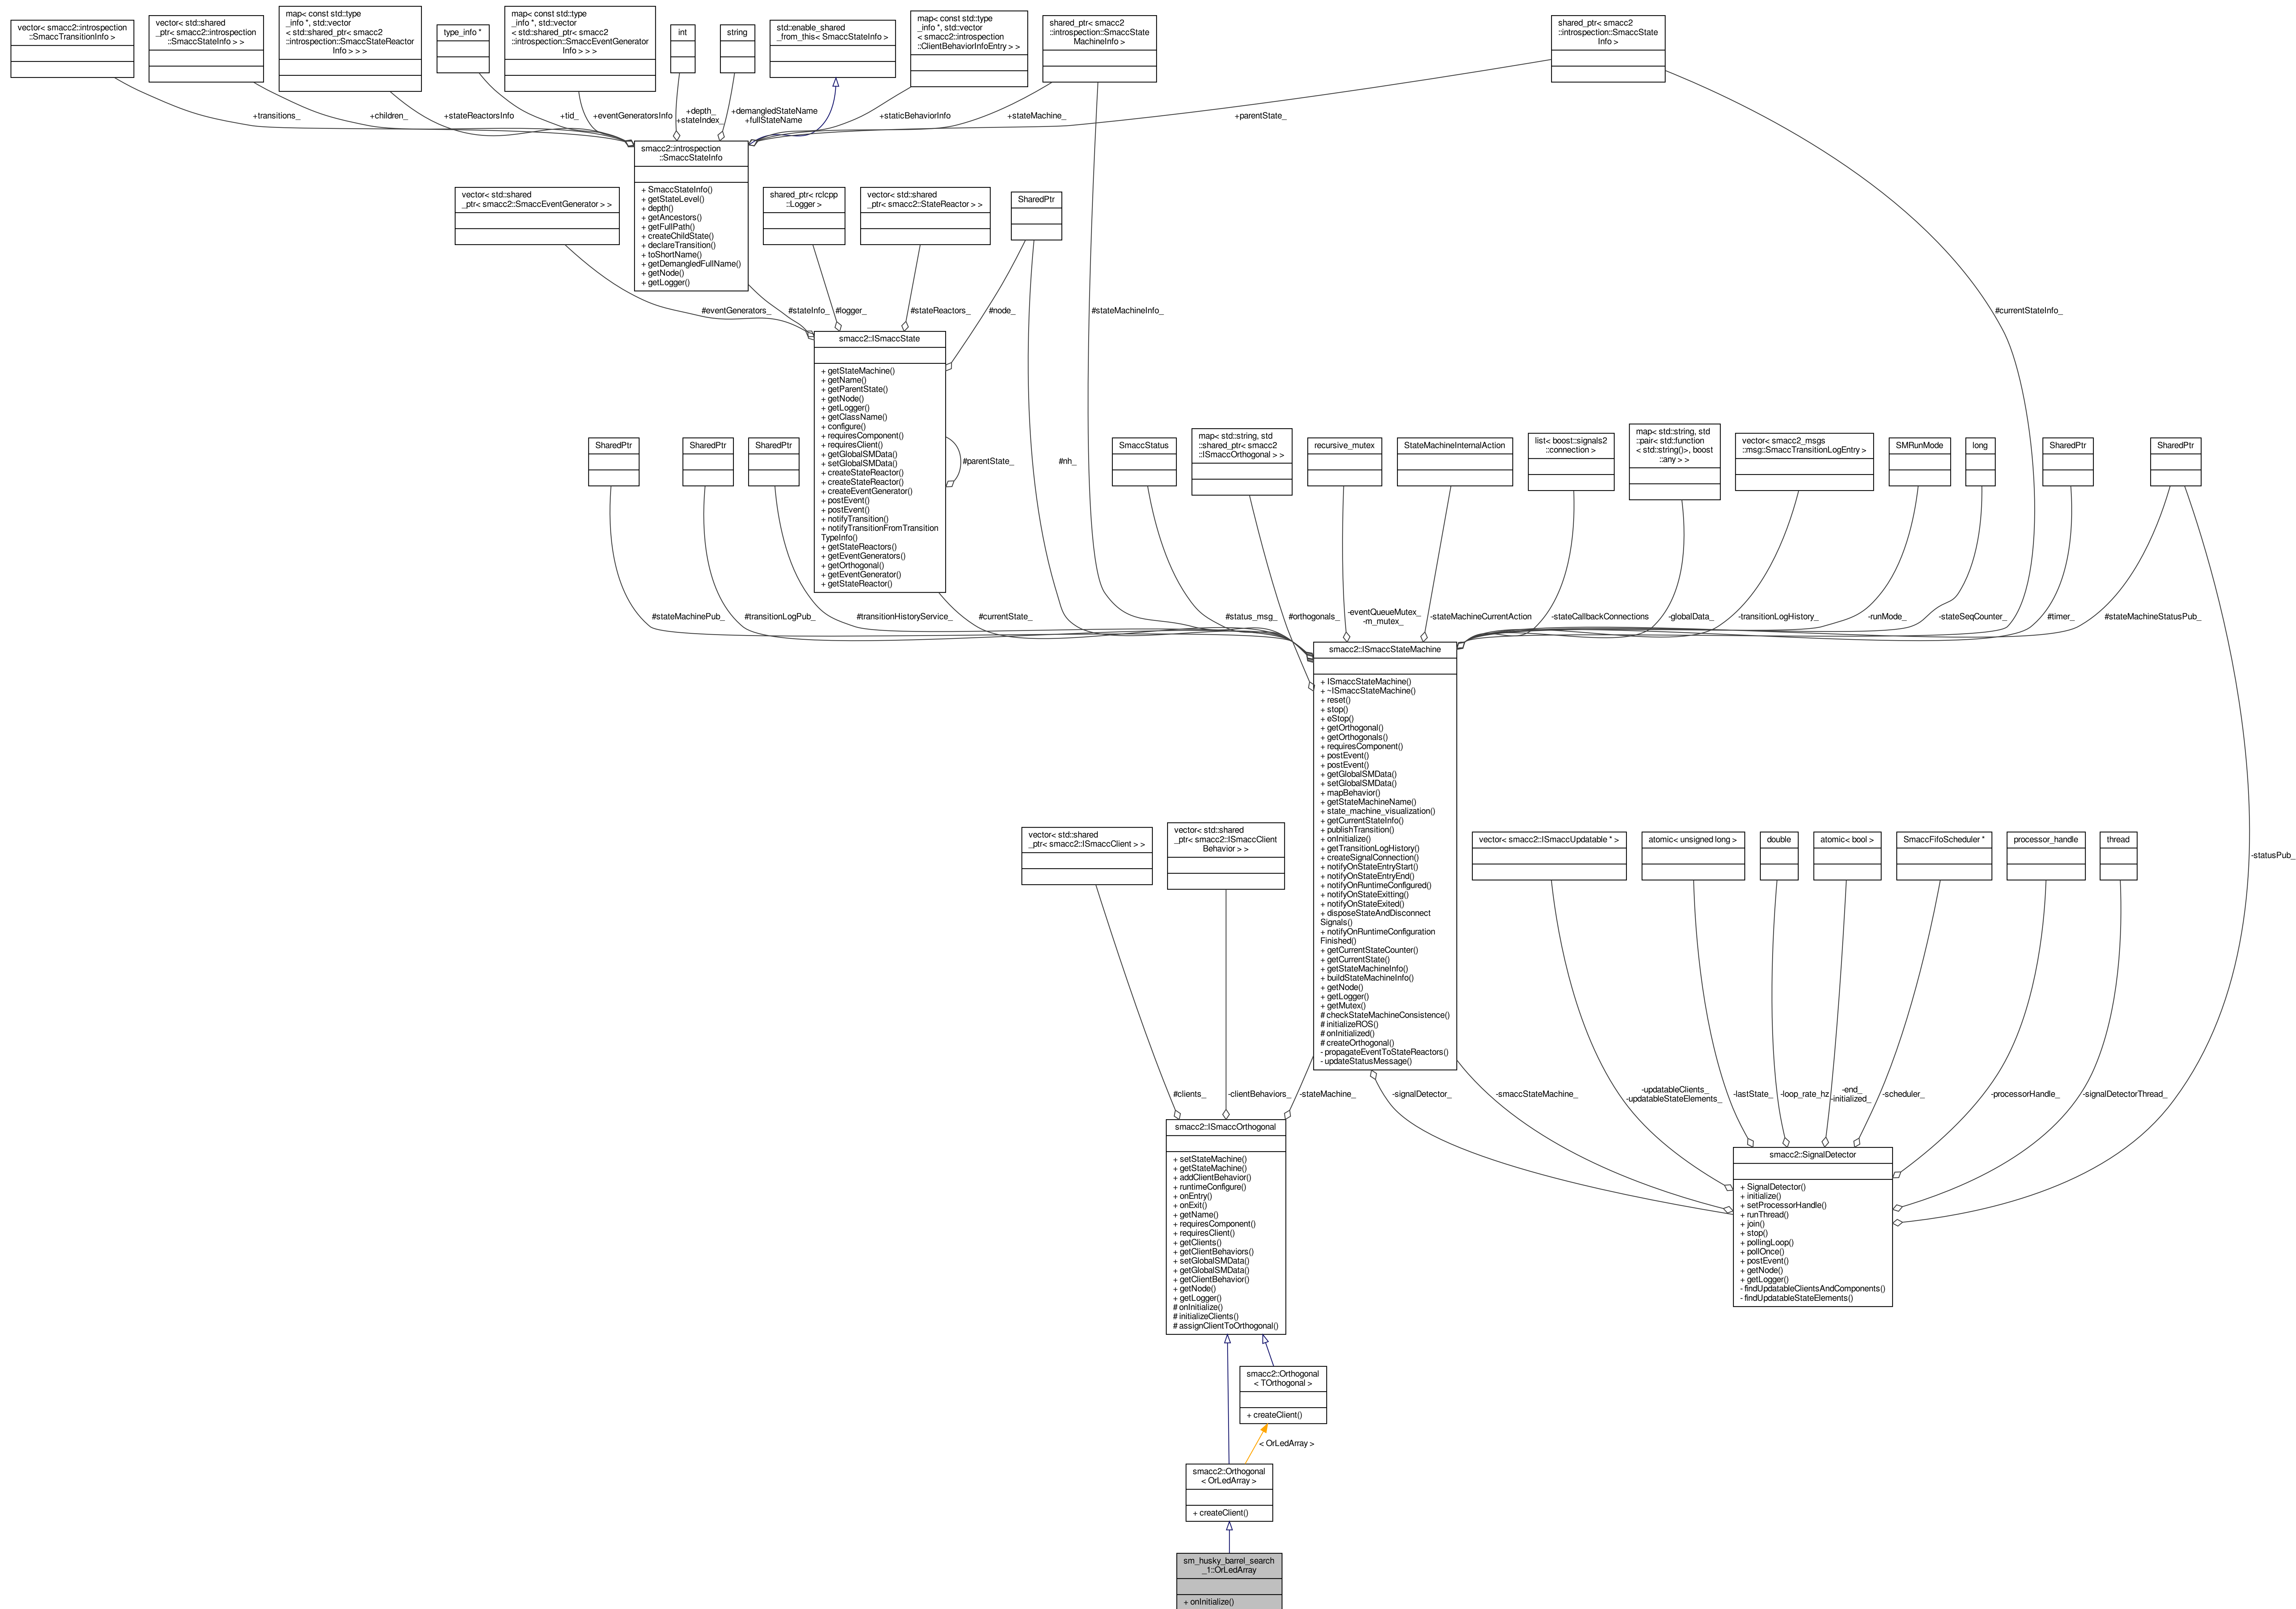 vector< smacc2::introspection
::SmaccTransitionInfo >
vector< std::shared
_ptr< smacc2::introspection
::SmaccStateInfo > >
map< const std::type
_info *, std::vector
< std::shared_ptr< smacc2
::introspection::SmaccStateReactor
Info > > >
type_info *
map< const std::type
_info *, std::vector
< std::shared_ptr< smacc2
::introspection::SmaccEventGenerator
Info > > >
int
string
std::enable_shared
_from_this< SmaccStateInfo >
map< const std::type
_info *, std::vector
< smacc2::introspection
::ClientBehaviorInfoEntry > >
shared_ptr< smacc2
::introspection::SmaccState
MachineInfo >
shared_ptr< smacc2
::introspection::SmaccState
Info >
+transitions_
+children_
+stateReactorsInfo
+tid_
+eventGeneratorsInfo
+depth_
+stateIndex_
+demangledStateName
+fullStateName
+staticBehaviorInfo
+stateMachine_
+parentState_
smacc2::introspection
::SmaccStateInfo
+ SmaccStateInfo()
+ getStateLevel()
+ depth()
+ getAncestors()
+ getFullPath()
+ createChildState()
+ declareTransition()
+ toShortName()
+ getDemangledFullName()
+ getNode()
+ getLogger()
vector< std::shared
_ptr< smacc2::SmaccEventGenerator > >
shared_ptr< rclcpp
::Logger >
vector< std::shared
_ptr< smacc2::StateReactor > >
SharedPtr
#eventGenerators_
#stateInfo_
#logger_
#stateReactors_
#node_
#stateMachineInfo_
#currentStateInfo_
smacc2::ISmaccState
+ getStateMachine()
+ getName()
+ getParentState()
+ getNode()
+ getLogger()
+ getClassName()
+ configure()
+ requiresComponent()
+ requiresClient()
+ getGlobalSMData()
+ setGlobalSMData()
+ createStateReactor()
+ createStateReactor()
+ createEventGenerator()
+ postEvent()
+ postEvent()
+ notifyTransition()
+ notifyTransitionFromTransition
TypeInfo()
+ getStateReactors()
+ getEventGenerators()
+ getOrthogonal()
+ getEventGenerator()
+ getStateReactor()
#parentState_
#nh_
SharedPtr
SharedPtr
SharedPtr
SmaccStatus
map< std::string, std
::shared_ptr< smacc2
::ISmaccOrthogonal > >
recursive_mutex
StateMachineInternalAction
list< boost::signals2
::connection >
map< std::string, std
::pair< std::function
< std::string()>, boost
::any > >
vector< smacc2_msgs
::msg::SmaccTransitionLogEntry >
SMRunMode
long
SharedPtr
SharedPtr
#stateMachinePub_
#transitionLogPub_
#transitionHistoryService_
#currentState_
#status_msg_
#orthogonals_
-eventQueueMutex_
-m_mutex_
-stateMachineCurrentAction
-stateCallbackConnections
-globalData_
-transitionLogHistory_
-runMode_
-stateSeqCounter_
#timer_
#stateMachineStatusPub_
smacc2::ISmaccStateMachine
+ ISmaccStateMachine()
+ ~ISmaccStateMachine()
+ reset()
+ stop()
+ eStop()
+ getOrthogonal()
+ getOrthogonals()
+ requiresComponent()
+ postEvent()
+ postEvent()
+ getGlobalSMData()
+ setGlobalSMData()
+ mapBehavior()
+ getStateMachineName()
+ state_machine_visualization()
+ getCurrentStateInfo()
+ publishTransition()
+ onInitialize()
+ getTransitionLogHistory()
+ createSignalConnection()
+ notifyOnStateEntryStart()
+ notifyOnStateEntryEnd()
+ notifyOnRuntimeConfigured()
+ notifyOnStateExitting()
+ notifyOnStateExited()
+ disposeStateAndDisconnect
Signals()
+ notifyOnRuntimeConfiguration
Finished()
+ getCurrentStateCounter()
+ getCurrentState()
+ getStateMachineInfo()
+ buildStateMachineInfo()
+ getNode()
+ getLogger()
+ getMutex()
# checkStateMachineConsistence()
# initializeROS()
# onInitialized()
# createOrthogonal()
- propagateEventToStateReactors()
- updateStatusMessage()
vector< std::shared
_ptr< smacc2::ISmaccClient > >
vector< std::shared
_ptr< smacc2::ISmaccClient
Behavior > >
vector< smacc2::ISmaccUpdatable * >
atomic< unsigned long >
double
atomic< bool >
SmaccFifoScheduler *
processor_handle
thread
-statusPub_
#clients_
-clientBehaviors_
-stateMachine_
-signalDetector_
-smaccStateMachine_
-updatableClients_
-updatableStateElements_
-lastState_
-loop_rate_hz
-end_
-initialized_
-scheduler_
-processorHandle_
-signalDetectorThread_
smacc2::ISmaccOrthogonal
+ setStateMachine()
+ getStateMachine()
+ addClientBehavior()
+ runtimeConfigure()
+ onEntry()
+ onExit()
+ getName()
+ requiresComponent()
+ requiresClient()
+ getClients()
+ getClientBehaviors()
+ setGlobalSMData()
+ getGlobalSMData()
+ getClientBehavior()
+ getNode()
+ getLogger()
# onInitialize()
# initializeClients()
# assignClientToOrthogonal()
smacc2::SignalDetector
+ SignalDetector()
+ initialize()
+ setProcessorHandle()
+ runThread()
+ join()
+ stop()
+ pollingLoop()
+ pollOnce()
+ postEvent()
+ getNode()
+ getLogger()
- findUpdatableClientsAndComponents()
- findUpdatableStateElements()
smacc2::Orthogonal
< TOrthogonal >
+ createClient()
< OrLedArray >
smacc2::Orthogonal
< OrLedArray >
+ createClient()
sm_husky_barrel_search
_1::OrLedArray
+ onInitialize()